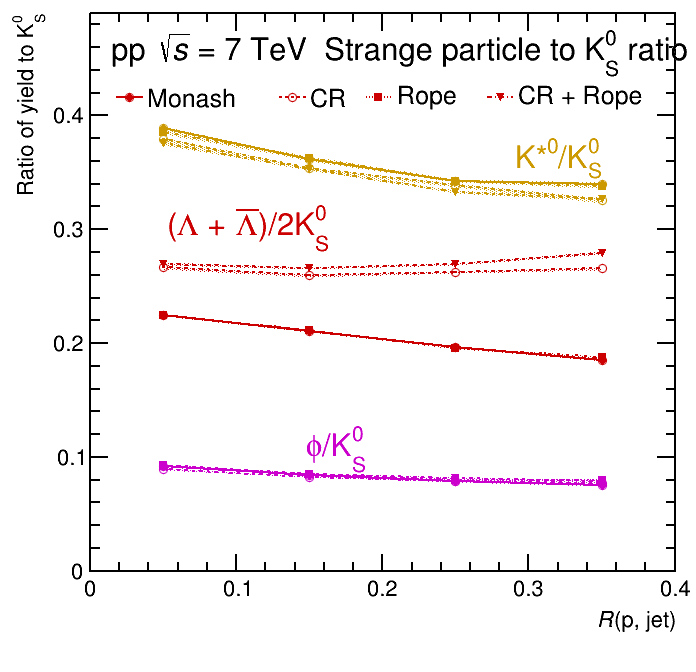 pp √s = 7 TeV Strange particle to K⁰_S ratio
Monash CR Rope CR + Rope
K*⁰/K⁰_S
(Λ + Λ̅)/2K⁰_S
ϕ/K⁰_S
Ratio of yield to K⁰_S
0.4
0.3
0.2
0.1
0
0 0.1 0.2 0.3 0.4
R(p, jet)